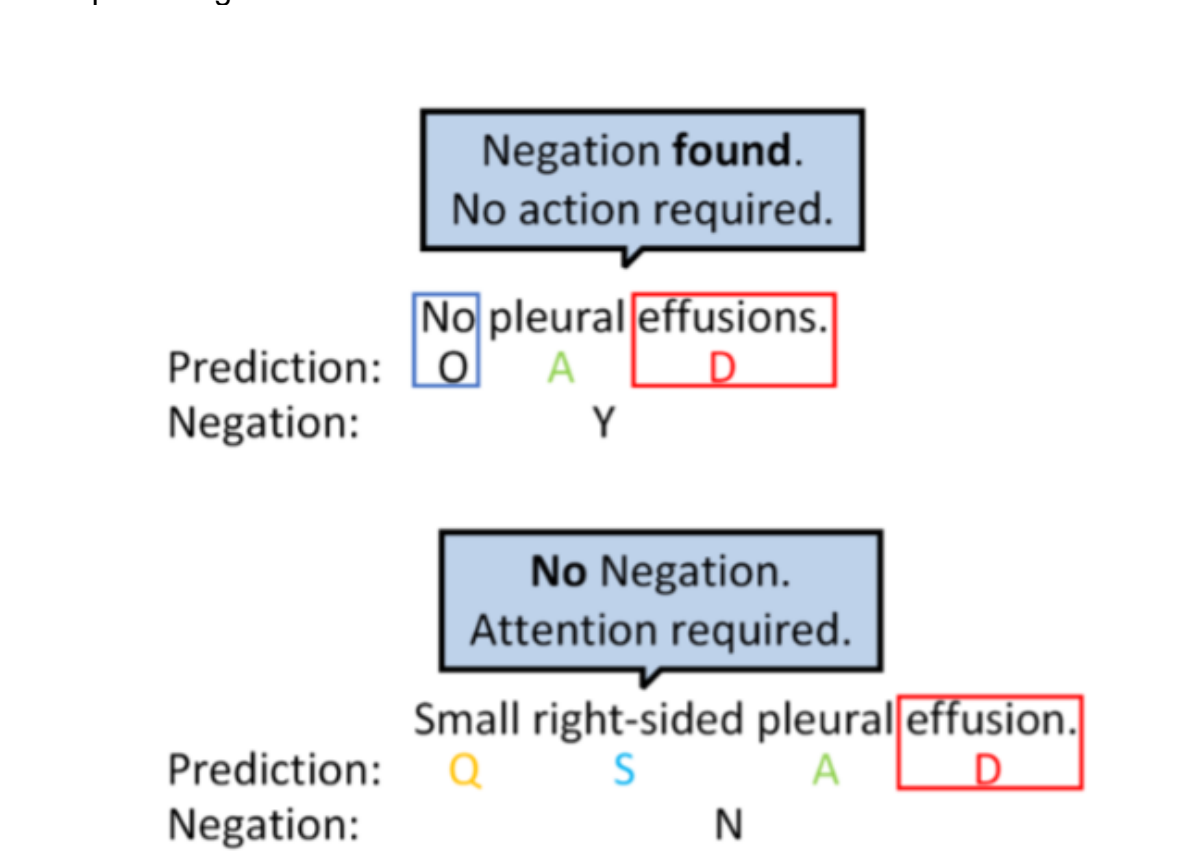 Negation found.
No action required.
No pleural effusions.
Prediction: O A D
Negation: Y
No Negation.
Attention required.
Small right-sided pleural effusion.
Prediction: Q S A D
Negation: N